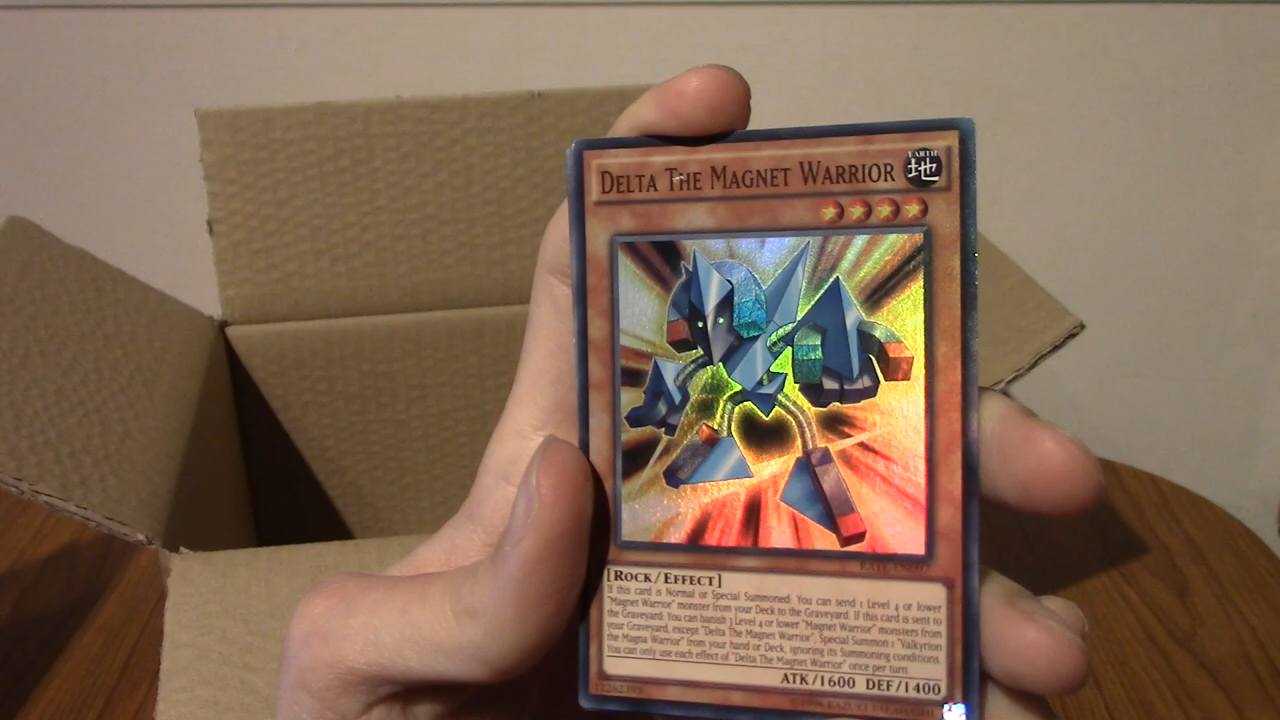 DELTA THE MAGNET WARRIOR
EARTH
地
[ROCK/EFFECT]
If this card is Normal or Special Summoned: You can send 1 Level 4 or lower
"Magnet Warrior" monster from your Deck to the Graveyard. If this card is sent to
the Graveyard: You can banish 3 Level 4 or lower "Magnet Warrior" monsters from
your Graveyard, except "Delta The Magnet Warrior"; Special Summon 1 "Valkyrion
the Magna Warrior" from your hand or Deck, ignoring its Summoning conditions.
You can only use each effect of "Delta The Magnet Warrior" once per turn.
ATK/1600 DEF/1400